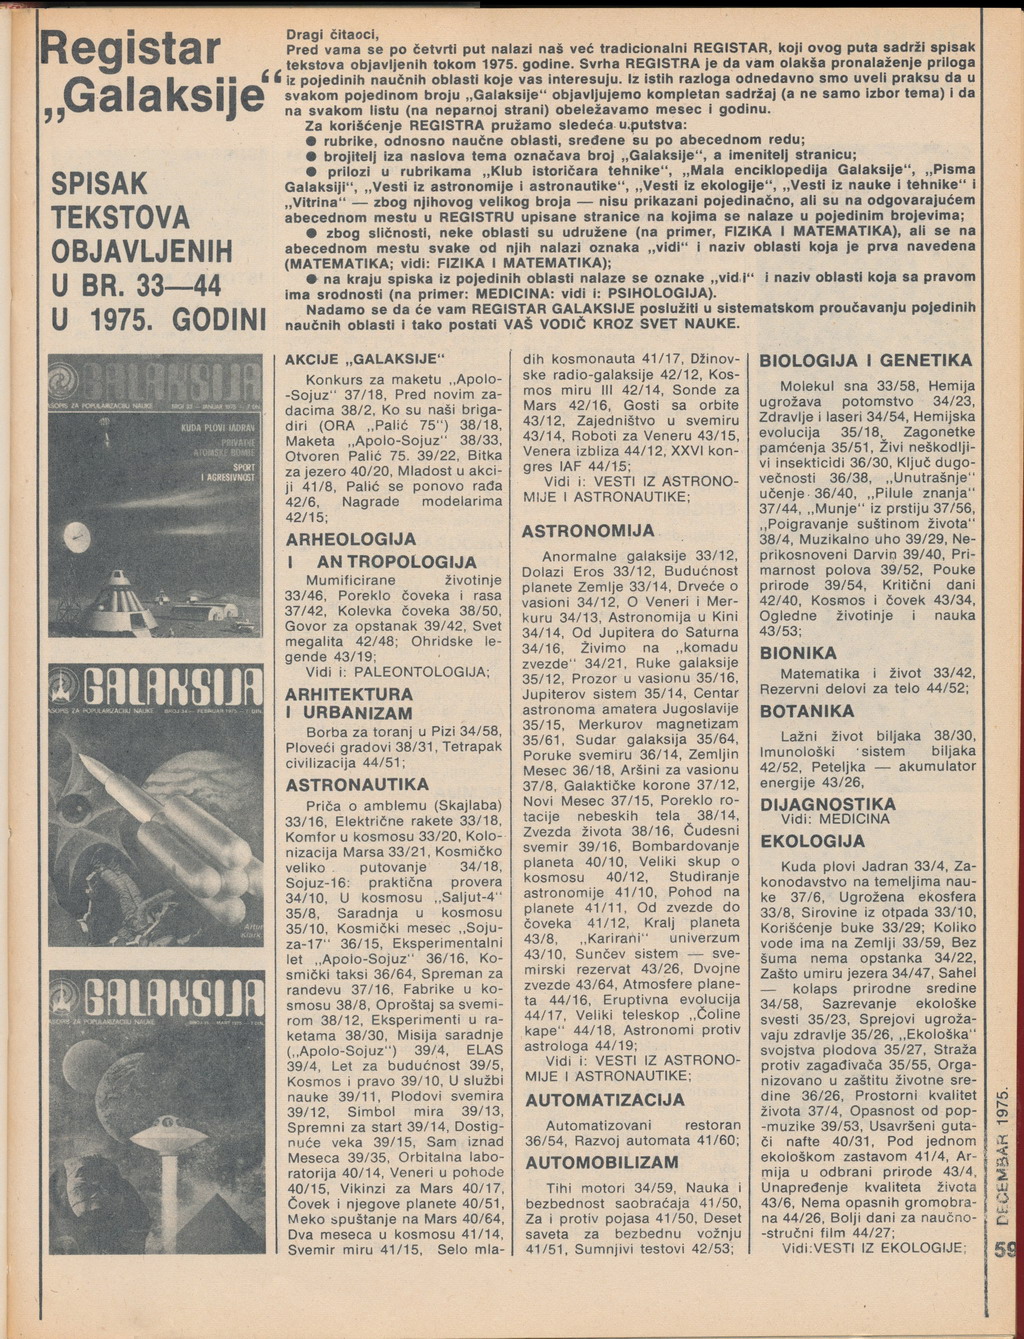 Registar
„Galaksije“
SPISAK
TEKSTOVA
OBJAVLJENIH
U BR. 33—44
U 1975. GODINI
Dragi čitaoci,
Pred vama se po četvrti put nalazi naš već tradicionalni REGISTAR, koji ovog puta sadrži spisak
tekstova objavljenih tokom 1975. godine. Svrha REGISTRA je da vam olakša pronalaženje priloga
iz pojedinih naučnih oblasti koje vas interesuju. Iz istih razloga odnedavno smo uveli praksu da u
svakom pojedinom broju „Galaksije“ objavljujemo kompletan sadržaj (a ne samo izbor tema) i da
na svakom listu (na neparnoj strani) obeležavamo mesec i godinu.
Za korišćenje REGISTRA pružamo sledeća u.putstva:
● rubrike, odnosno naučne oblasti, sređene su po abecednom redu;
● brojitelj iza naslova tema označava broj „Galaksije“, a imenitelj stranicu;
● prilozi u rubrikama „Klub istoričara tehnike“, „Mala enciklopedija Galaksije“, „Pisma
Galaksiji“, „Vesti iz astronomije i astronautike“, „Vesti iz ekologije“, „Vesti iz nauke i tehnike“ i
„Vitrina“ — zbog njihovog velikog broja — nisu prikazani pojedinačno, ali su na odgovarajućem
abecednom mestu u REGISTRU upisane stranice na kojima se nalaze u pojedinim brojevima;
● zbog sličnosti, neke oblasti su udružene (na primer, FIZIKA I MATEMATIKA), ali se na
abecednom mestu svake od njih nalazi oznaka „vidi“ i naziv oblasti koja je prva navedena
(MATEMATIKA; vidi: FIZIKA I MATEMATIKA);
● na kraju spiska iz pojedinih oblasti nalaze se oznake „vid.i“ i naziv oblasti koja sa pravom
ima srodnosti (na primer: MEDICINA: vidi i: PSIHOLOGIJA).
Nadamo se da će vam REGISTAR GALAKSIJE poslužiti u sistematskom proučavanju pojedinih
naučnih oblasti i tako postati VAŠ VODIČ KROZ SVET NAUKE.
GALAKSIJA
KUDA PLOVI JADRAN
PRIVATNE
ATOMSKE BOMBE
SPORT
I AGRESIVNOST
GALAKSIJA
GALAKSIJA
AKCIJE „GALAKSIJE“
Konkurs za maketu „Apolo-
-Sojuz“ 37/18, Pred novim za-
dacima 38/2, Ko su naši briga-
diri (ORA „Palić 75“) 38/18,
Maketa „Apolo-Sojuz“ 38/33,
Otvoren Palić 75. 39/22, Bitka
za jezero 40/20, Mladost u akci-
ji 41/8, Palić se ponovo rađa
42/6, Nagrade modelarima
42/15;
ARHEOLOGIJA
I AN TROPOLOGIJA
Mumificirane životinje
33/46, Poreklo čoveka i rasa
37/42, Kolevka čoveka 38/50,
Govor za opstanak 39/42, Svet
megalita 42/48; Ohridske le-
gende 43/19;
Vidi i: PALEONTOLOGIJA;
ARHITEKTURA
I URBANIZAM
Borba za toranj u Pizi 34/58,
Ploveći gradovi 38/31, Tetrapak
civilizacija 44/51;
ASTRONAUTIKA
Priča o amblemu (Skajlaba)
33/16, Električne rakete 33/18,
Komfor u kosmosu 33/20, Kolo-
nizacija Marsa 33/21, Kosmičko
veliko putovanje 34/18,
Sojuz-16: praktična provera
34/10, U kosmosu „Saljut-4“
35/8, Saradnja u kosmosu
35/10, Kosmički mesec „Soju-
za-17“ 36/15, Eksperimentalni
let „Apolo-Sojuz“ 36/16, Ko-
smički taksi 36/64, Spreman za
randevu 37/16, Fabrike u ko-
smosu 38/8, Oproštaj sa svemi-
rom 38/12, Eksperimenti u ra-
ketama 38/30, Misija saradnje
(„Apolo-Sojuz“) 39/4, ELAS
39/4, Let za budućnost 39/5,
Kosmos i pravo 39/10, U službi
nauke 39/11, Plodovi svemira
39/12, Simbol mira 39/13,
Spremni za start 39/14, Dostig-
nuće veka 39/15, Sam iznad
Meseca 39/35, Orbitalna labo-
ratorija 40/14, Veneri u pohode
40/15, Vikinzi za Mars 40/17,
Čovek i njegove planete 40/51,
Meko spuštanje na Mars 40/64,
Dva meseca u kosmosu 41/14,
Svemir miru 41/15, Selo mla-
dih kosmonauta 41/17, Džinov-
ske radio-galaksije 42/12, Kos-
mos miru III 42/14, Sonde za
Mars 42/16, Gosti sa orbite
43/12, Zajedništvo u svemiru
43/14, Roboti za Veneru 43/15,
Venera izbliza 44/12, XXVI kon-
gres IAF 44/15;
Vidi i: VESTI IZ ASTRONO-
MIJE I ASTRONAUTIKE;
ASTRONOMIJA
Anormalne galaksije 33/12,
Dolazi Eros 33/12, Budućnost
planete Zemlje 33/14, Drveće o
vasioni 34/12, O Veneri i Mer-
kuru 34/13, Astronomija u Kini
34/14, Od Jupitera do Saturna
34/16, Živimo na „komadu
zvezde“ 34/21, Ruke galaksije
35/12, Prozor u vasionu 35/16,
Jupiterov sistem 35/14, Centar
astronoma amatera Jugoslavije
35/15, Merkurov magnetizam
35/61, Sudar galaksija 35/64,
Poruke svemiru 36/14, Zemljin
Mesec 36/18, Aršini za vasionu
37/8, Galaktičke korone 37/12,
Novi Mesec 37/15, Poreklo ro-
tacije nebeskih tela 38/14,
Zvezda života 38/16, Čudesni
svemir 39/16, Bombardovanje
planeta 40/10, Veliki skup o
kosmosu 40/12, Studiranje
astronomije 41/10, Pohod na
planete 41/11, Od zvezde do
čoveka 41/12, Kralj planeta
43/8, „Karirani“ univerzum
43/10, Sunčev sistem — sve-
mirski rezervat 43/26, Dvojne
zvezde 43/64, Atmosfere plane-
ta 44/16, Eruptivna evolucija
44/17, Veliki teleskop „Čoline
kape“ 44/18, Astronomi protiv
astrologa 44/19;
Vidi i: VESTI IZ ASTRONO-
MIJE I ASTRONAUTIKE;
AUTOMATIZACIJA
Automatizovani restoran
36/54, Razvoj automata 41/60;
AUTOMOBILIZAM
Tihi motori 34/59, Nauka i
bezbednost saobraćaja 41/50,
Za i protiv pojasa 41/50, Deset
saveta za bezbednu vožnju
41/51, Sumnjivi testovi 42/53;
BIOLOGIJA I GENETIKA
Molekul sna 33/58, Hemija
ugrožava potomstvo 34/23,
Zdravlje i laseri 34/54, Hemijska
evolucija 35/18, Zagonetke
pamćenja 35/51, Živi neškodlji-
vi insekticidi 36/30, Ključ dugo-
večnosti 36/38, „Unutrašnje“
učenje 36/40, „Pilule znanja“
37/44, „Munje“ iz prstiju 37/56,
„Poigravanje suštinom života“
38/4, Muzikalno uho 39/29, Ne-
prikosnoveni Darvin 39/40, Pri-
marnost polova 39/52, Pouke
prirode 39/54, Kritični dani
42/40, Kosmos i čovek 43/34,
Ogledne životinje i nauka
43/53;
BIONIKA
Matematika i život 33/42,
Rezervni delovi za telo 44/52;
BOTANIKA
Lažni život biljaka 38/30,
Imunološki sistem biljaka
42/52, Peteljka — akumulator
energije 43/26,
DIJAGNOSTIKA
Vidi: MEDICINA
EKOLOGIJA
Kuda plovi Jadran 33/4, Za-
konodavstvo na temeljima nau-
ke 37/6, Ugrožena ekosfera
33/8, Sirovine iz otpada 33/10,
Korišćenje buke 33/29; Koliko
vode ima na Zemlji 33/59, Bez
šuma nema opstanka 34/22,
Zašto umiru jezera 34/47, Sahel
— kolaps prirodne sredine
34/58, Sazrevanje ekološke
svesti 35/23, Sprejovi ugroža-
vaju zdravlje 35/26, „Ekološka“
svojstva plodova 35/27, Straža
protiv zagađivača 35/55, Orga-
nizovano u zaštitu životne sre-
dine 36/26, Prostorni kvalitet
života 37/4, Opasnost od pop-
-muzike 39/53, Usavršeni guta-
či nafte 40/31, Pod jednom
ekološkom zastavom 41/4, Ar-
mija u odbrani prirode 43/4,
Unapređenje kvaliteta života
43/6, Nema opasnih gromobra-
na 44/26, Bolji dani za naučno-
-stručni film 44/27;
Vidi:VESTI IZ EKOLOGIJE;
DECEMBAR 1975.
59